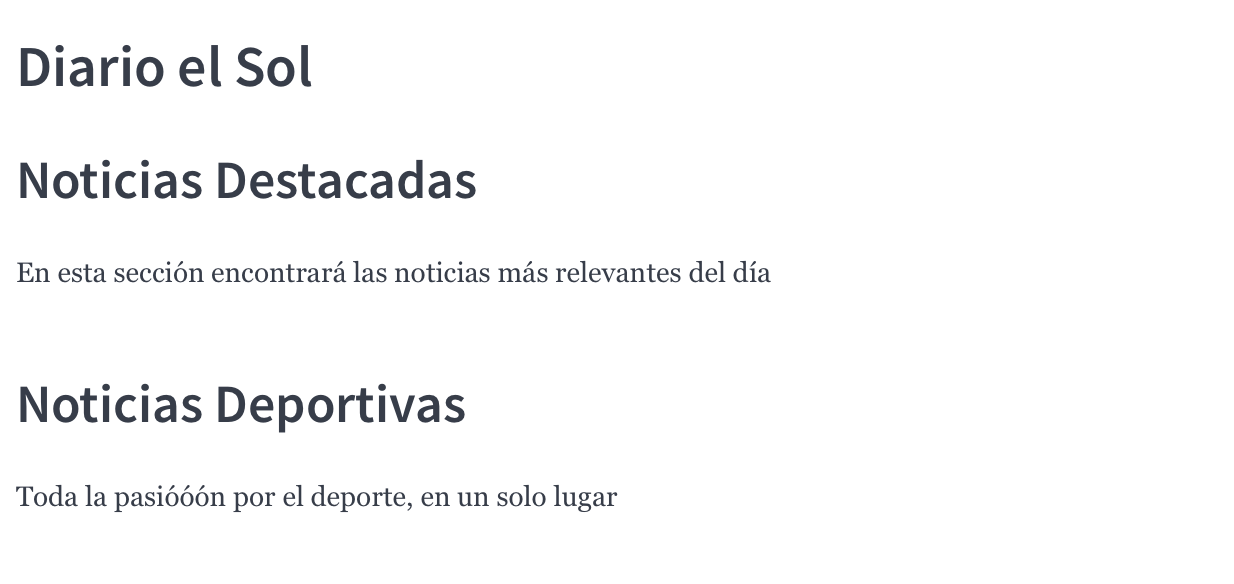 Diario el Sol
Noticias Destacadas
En esta sección encontrará las noticias más relevantes del día
Noticias Deportivas
Toda la pasióóón por el deporte, en un solo lugar